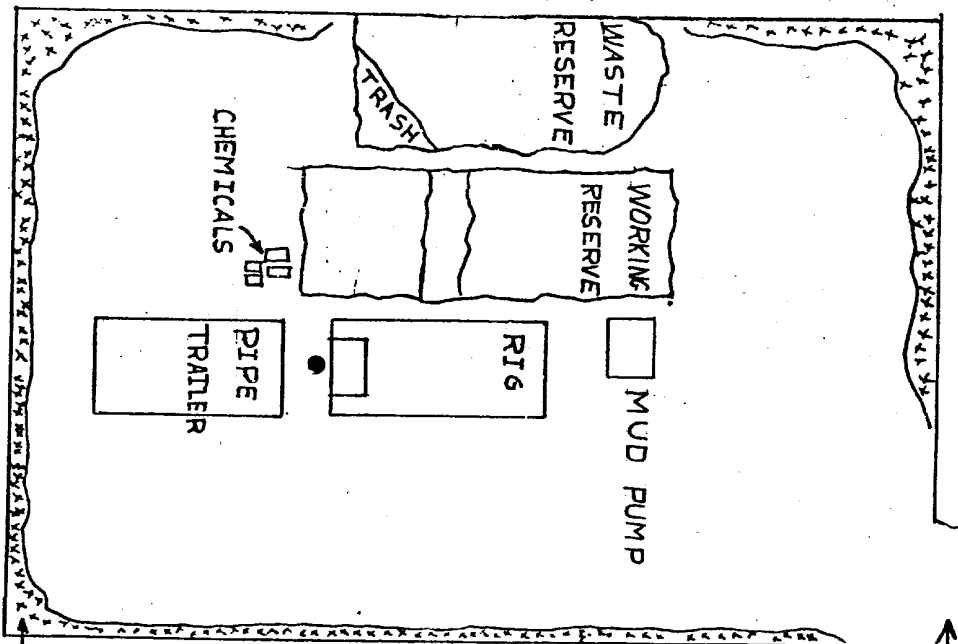 WASTE
RESERVE
TRASH
WORKING
RESERVE
CHEMICALS
RIG
PIPE
TRAILER
MUD PUMP